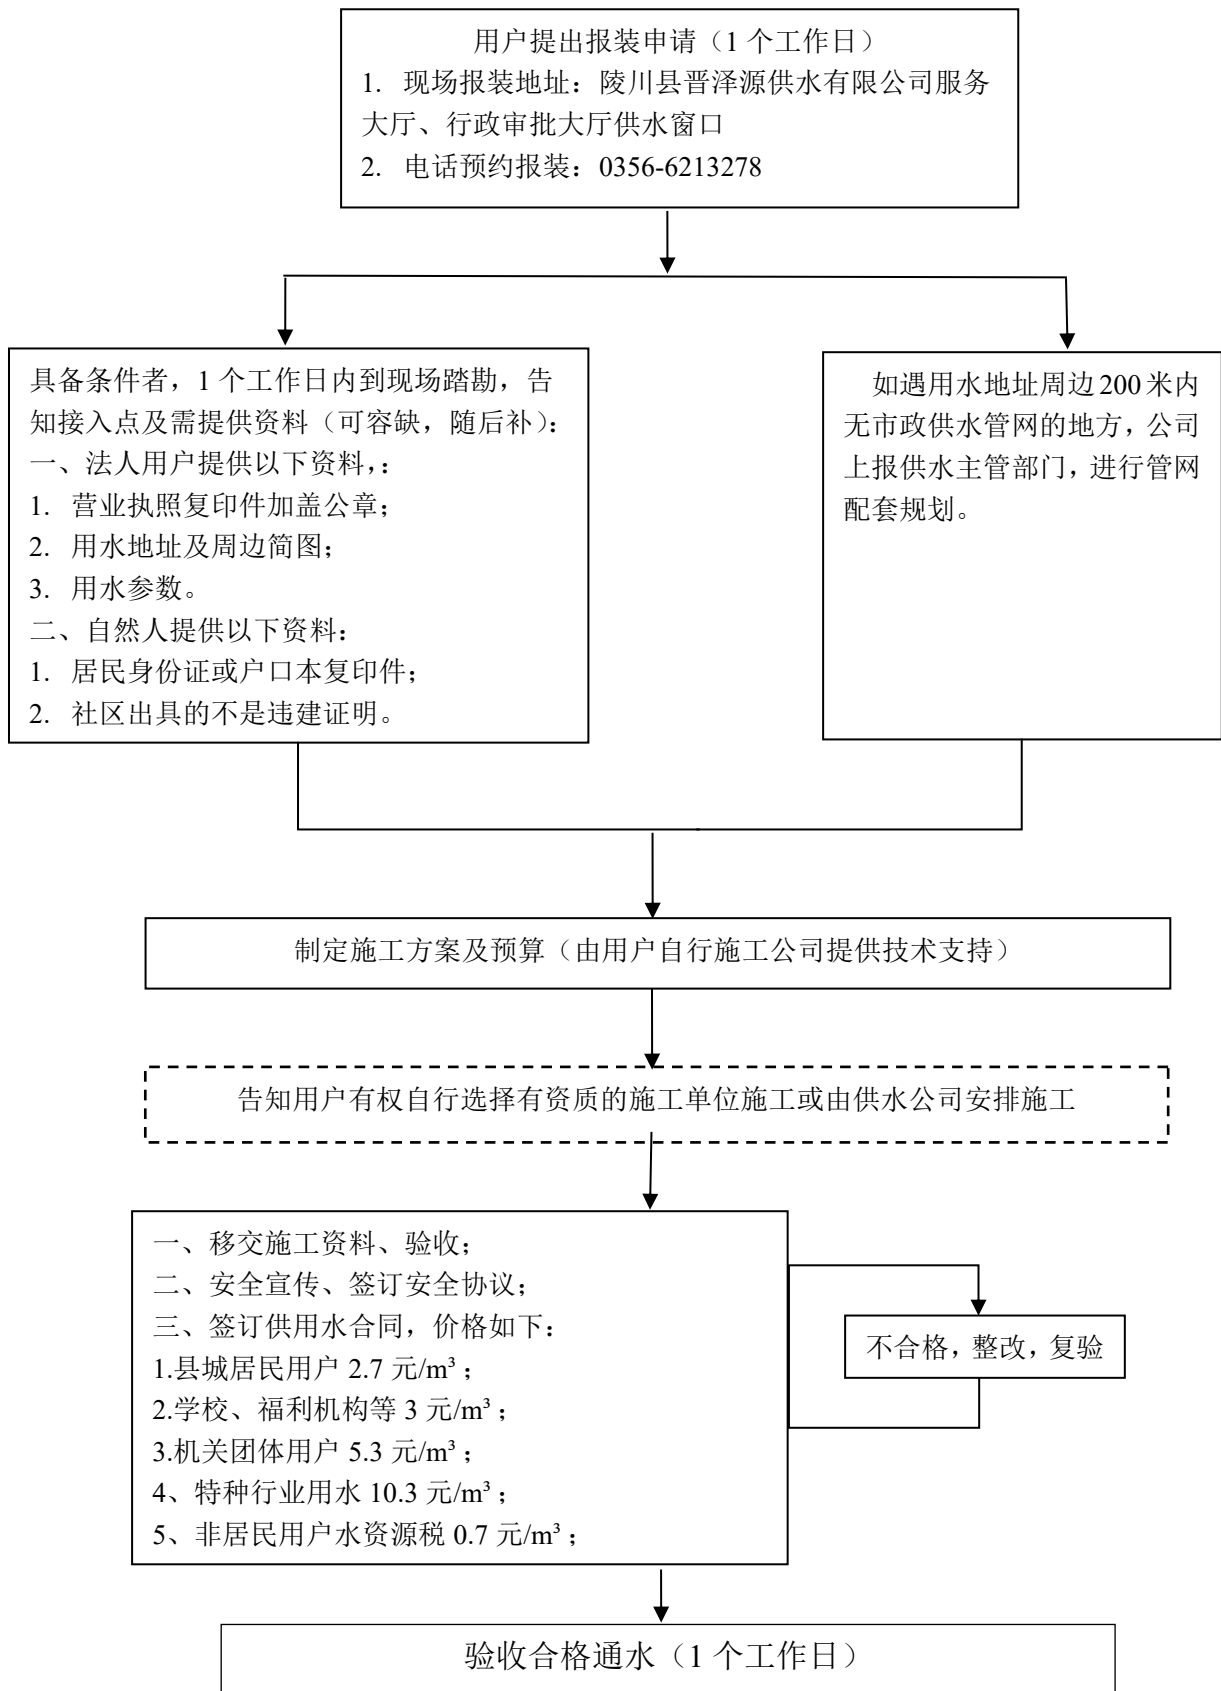 用户提出报装申请（1 个工作日）
1. 现场报装地址：陵川县晋泽源供水有限公司服务
大厅、行政审批大厅供水窗口
2. 电话预约报装：0356-6213278
具备条件者，1 个工作日内到现场踏勘，告
知接入点及需提供资料（可容缺，随后补）：
一、法人用户提供以下资料，：
1. 营业执照复印件加盖公章；
2. 用水地址及周边简图；
3. 用水参数。
二、自然人提供以下资料：
1. 居民身份证或户口本复印件；
2. 社区出具的不是违建证明。
如遇用水地址周边 200 米内
无市政供水管网的地方，公司
上报供水主管部门，进行管网
配套规划。
制定施工方案及预算（由用户自行施工公司提供技术支持）
告知用户有权自行选择有资质的施工单位施工或由供水公司安排施工
一、移交施工资料、验收；
二、安全宣传、签订安全协议；
三、签订供用水合同，价格如下：
1.县城居民用户 2.7 元/m³；
2.学校、福利机构等 3 元/m³；
3.机关团体用户 5.3 元/m³；
4、特种行业用水 10.3 元/m³；
5、非居民用户水资源税 0.7 元/m³；
不合格，整改，复验
验收合格通水（1 个工作日）